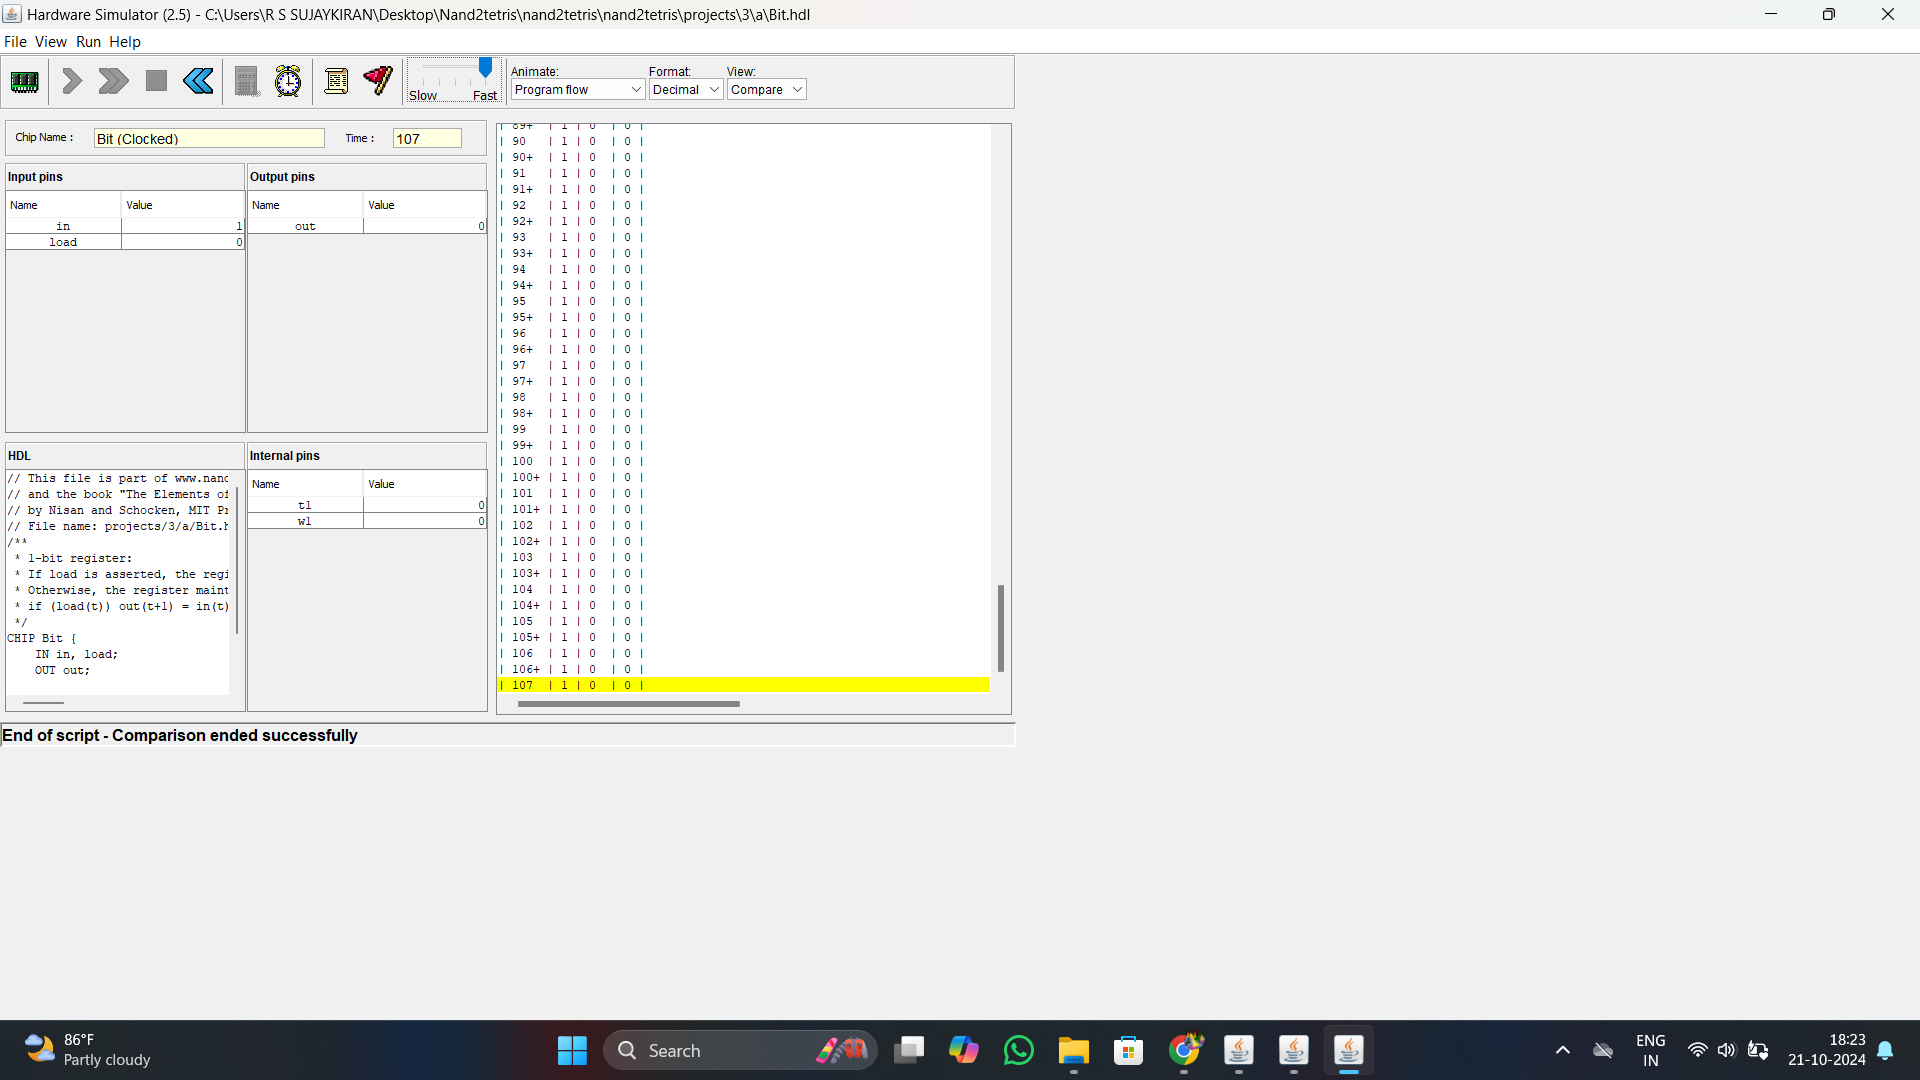 Hardware Simulator (2.5) - C:\Users\R S SUJAYKIRAN\Desktop\Nand2tetris\nand2tetris\nand2tetris\projects\3\a\Bit.hdl
File View Run Help
Slow Fast
Animate:
Program flow
Format:
Decimal
View:
Compare
Chip Name : Bit (Clocked) Time : 107
Input pins
Name Value
in 1
load 0
Output pins
Name Value
out 0
HDL
// This file is part of www.nand
// and the book "The Elements of
// by Nisan and Schocken, MIT Pr
// File name: projects/3/a/Bit.h
/**
* 1-bit register:
* If load is asserted, the regi
* Otherwise, the register maint
* if (load(t)) out(t+1) = in(t)
*/
CHIP Bit {
IN in, load;
OUT out;
Internal pins
Name Value
t1 0
w1 0
| 89+ | 1 | 0 | 0 |
| 90 | 1 | 0 | 0 |
| 90+ | 1 | 0 | 0 |
| 91 | 1 | 0 | 0 |
| 91+ | 1 | 0 | 0 |
| 92 | 1 | 0 | 0 |
| 92+ | 1 | 0 | 0 |
| 93 | 1 | 0 | 0 |
| 93+ | 1 | 0 | 0 |
| 94 | 1 | 0 | 0 |
| 94+ | 1 | 0 | 0 |
| 95 | 1 | 0 | 0 |
| 95+ | 1 | 0 | 0 |
| 96 | 1 | 0 | 0 |
| 96+ | 1 | 0 | 0 |
| 97 | 1 | 0 | 0 |
| 97+ | 1 | 0 | 0 |
| 98 | 1 | 0 | 0 |
| 98+ | 1 | 0 | 0 |
| 99 | 1 | 0 | 0 |
| 99+ | 1 | 0 | 0 |
| 100 | 1 | 0 | 0 |
| 100+ | 1 | 0 | 0 |
| 101 | 1 | 0 | 0 |
| 101+ | 1 | 0 | 0 |
| 102 | 1 | 0 | 0 |
| 102+ | 1 | 0 | 0 |
| 103 | 1 | 0 | 0 |
| 103+ | 1 | 0 | 0 |
| 104 | 1 | 0 | 0 |
| 104+ | 1 | 0 | 0 |
| 105 | 1 | 0 | 0 |
| 105+ | 1 | 0 | 0 |
| 106 | 1 | 0 | 0 |
| 106+ | 1 | 0 | 0 |
| 107 | 1 | 0 | 0 |
End of script - Comparison ended successfully
86°F
Partly cloudy
Search
ENG
IN
18:23
21-10-2024